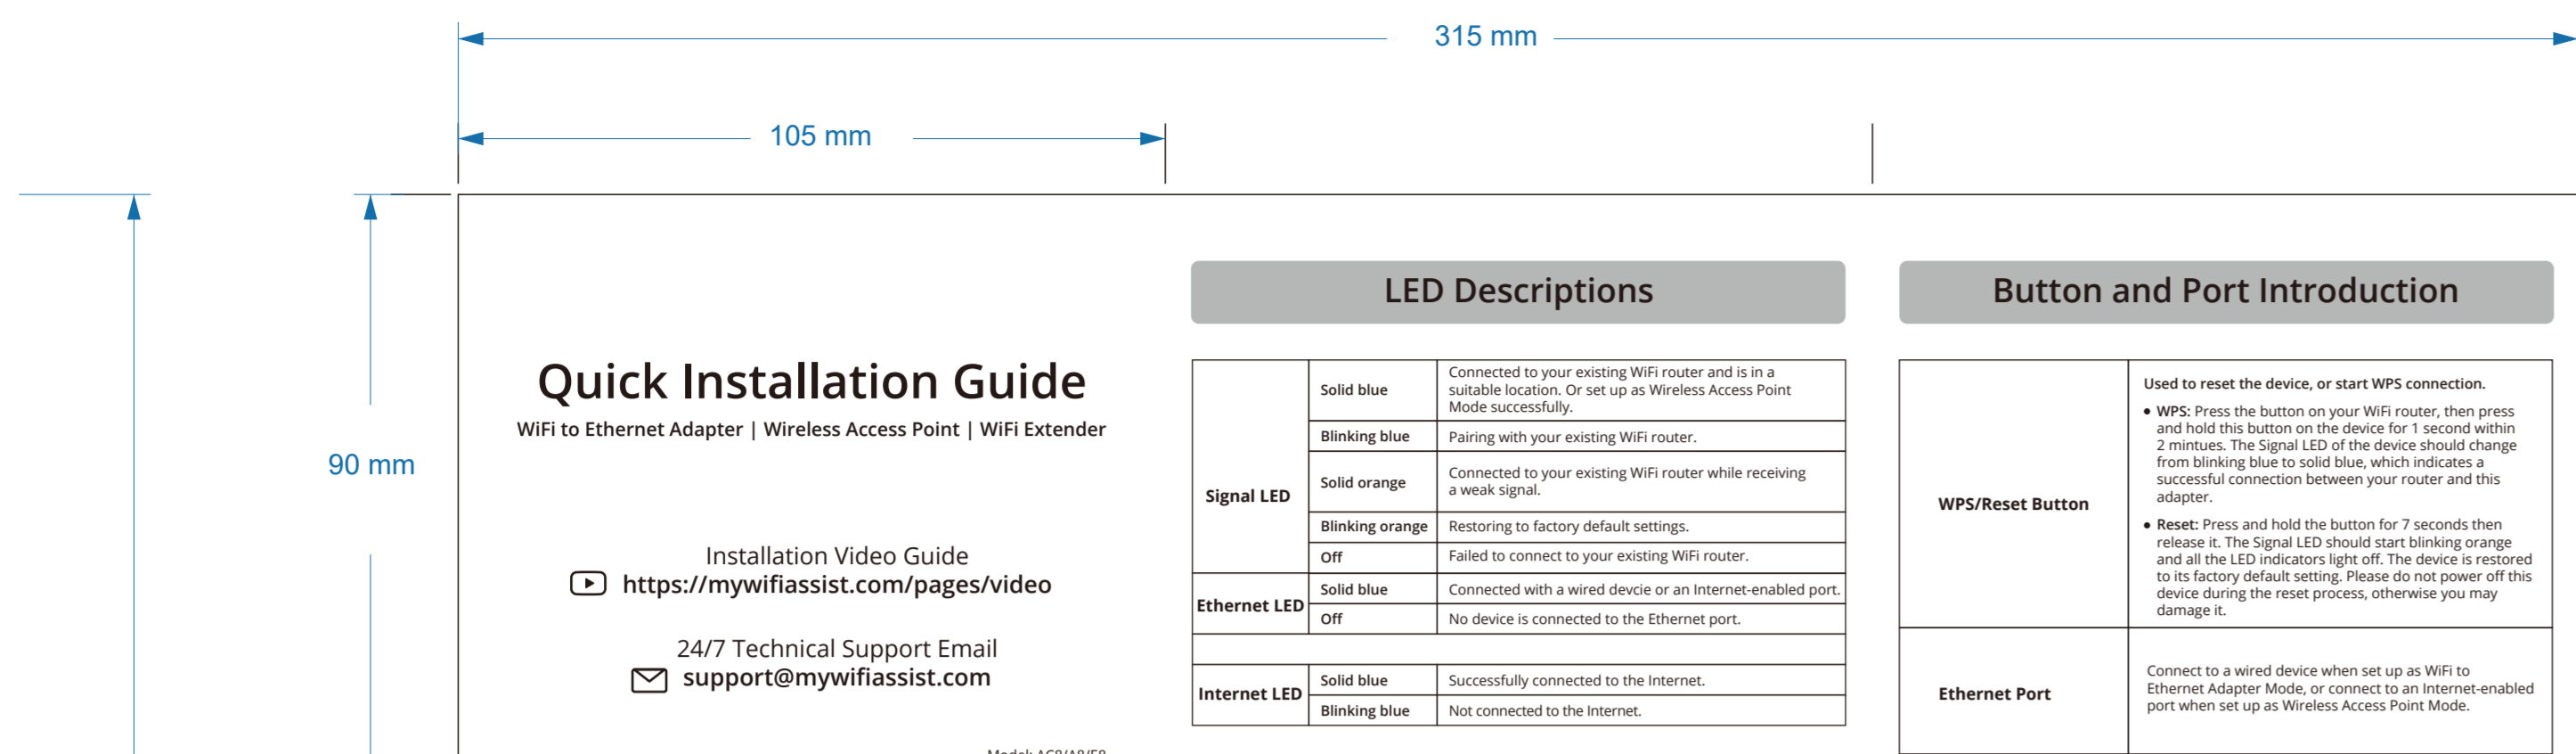 315 mm
105 mm
90 mm
Quick Installation Guide
WiFi to Ethernet Adapter | Wireless Access Point | WiFi Extender
Installation Video Guide
https://mywifiassist.com/pages/video
24/7 Technical Support Email
support@mywifiassist.com
Model: AC8/A8/E8
LED Descriptions
Signal LED
Solid blue
Connected to your existing WiFi router and is in a
suitable location. Or set up as Wireless Access Point
Mode successfully.
Blinking blue
Pairing with your existing WiFi router.
Solid orange
Connected to your existing WiFi router while receiving
a weak signal.
Blinking orange
Restoring to factory default settings.
Off
Failed to connect to your existing WiFi router.
Ethernet LED
Solid blue
Connected with a wired devcie or an Internet-enabled port.
Off
No device is connected to the Ethernet port.
Internet LED
Solid blue
Successfully connected to the Internet.
Blinking blue
Not connected to the Internet.
Button and Port Introduction
WPS/Reset Button
Used to reset the device, or start WPS connection.
• WPS: Press the button on your WiFi router, then press
and hold this button on the device for 1 second within
2 mintues. The Signal LED of the device should change
from blinking blue to solid blue, which indicates a
successful connection between your router and this
adapter.
• Reset: Press and hold the button for 7 seconds then
release it. The Signal LED should start blinking orange
and all the LED indicators light off. The device is restored
to its factory default setting. Please do not power off this
device during the reset process, otherwise you may
damage it.
Ethernet Port
Connect to a wired device when set up as WiFi to
Ethernet Adapter Mode, or connect to an Internet-enabled
port when set up as Wireless Access Point Mode.